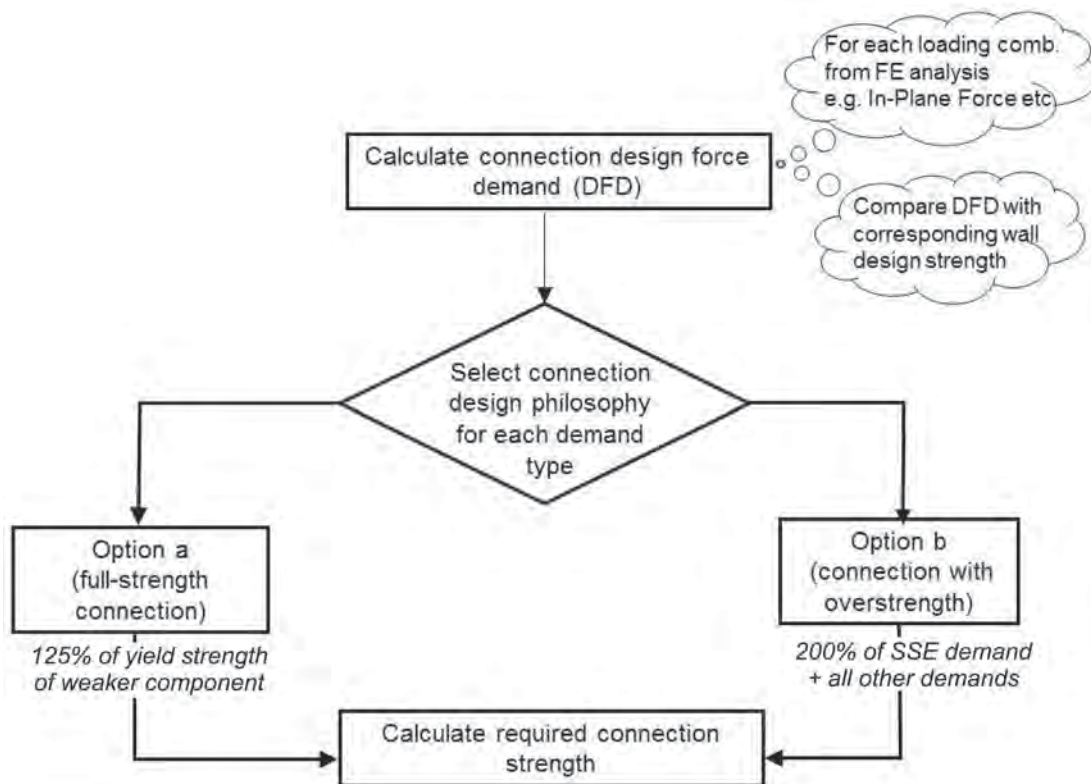 For each loading comb.
from FE analysis
e.g. In-Plane Force etc
Calculate connection design force
demand (DFD)
Compare DFD with
corresponding wall
design strength
Select connection
design philosophy
for each demand
type
Option a
(full-strength
connection)
125% of yield strength
of weaker component
Option b
(connection with
overstrength)
200% of SSE demand
+ all other demands
Calculate required connection
strength